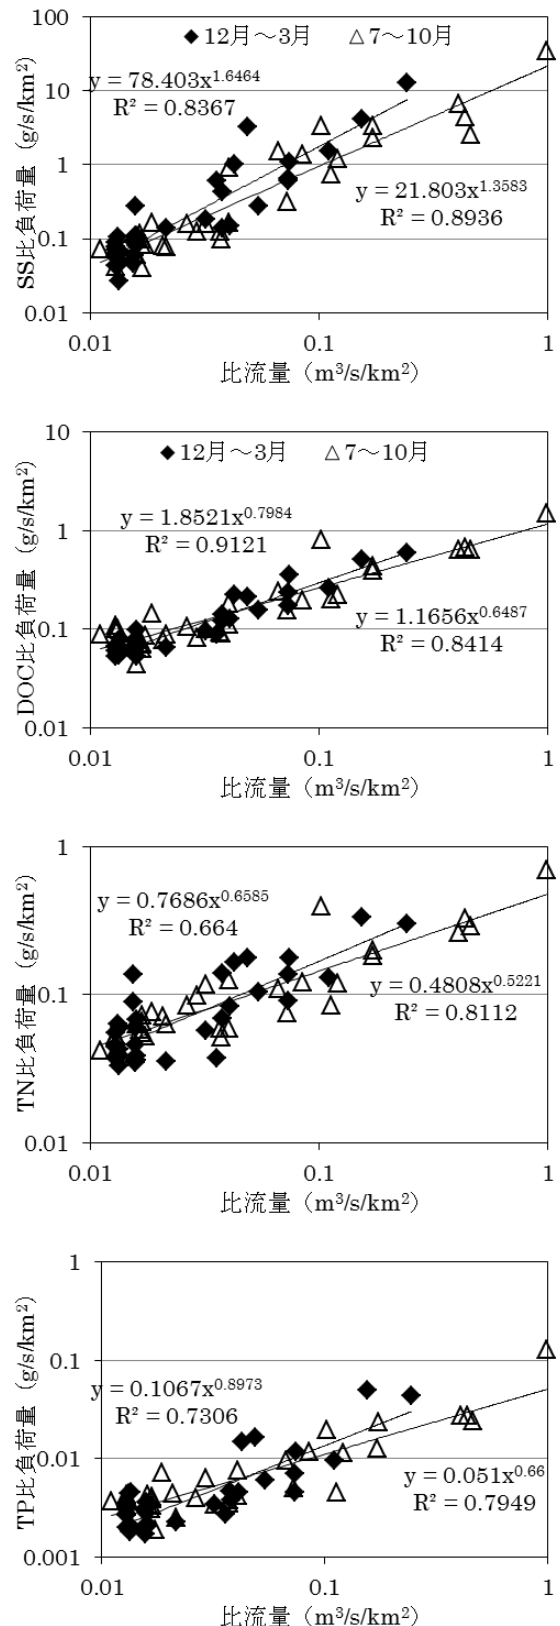 SS比負荷量（g/s/km²）
100
10
1
0.1
0.01
◆12月～3月 △7～10月
y = 78.403x^1.6464
R² = 0.8367
y = 21.803x^1.3583
R² = 0.8936
0.01 0.1 1
比流量（m³/s/km²）
DOC比負荷量（g/s/km²）
10
1
0.1
0.01
◆12月～3月 △7～10月
y = 1.8521x^0.7984
R² = 0.9121
y = 1.1656x^0.6487
R² = 0.8414
0.01 0.1 1
比流量（m³/s/km²）
TN比負荷量（g/s/km²）
1
0.1
0.01
y = 0.7686x^0.6585
R² = 0.664
y = 0.4808x^0.5221
R² = 0.8112
0.01 0.1 1
比流量（m³/s/km²）
TP比負荷量（g/s/km²）
1
0.1
0.01
0.001
y = 0.1067x^0.8973
R² = 0.7306
y = 0.051x^0.66
R² = 0.7949
0.01 0.1 1
比流量（m³/s/km²）